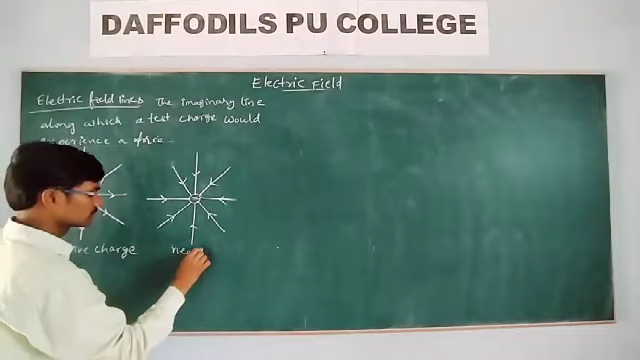 DAFFODILS PU COLLEGE
Electric Field
Electric field lines The imaginary line
along which a test charge would
experience a force.
charge